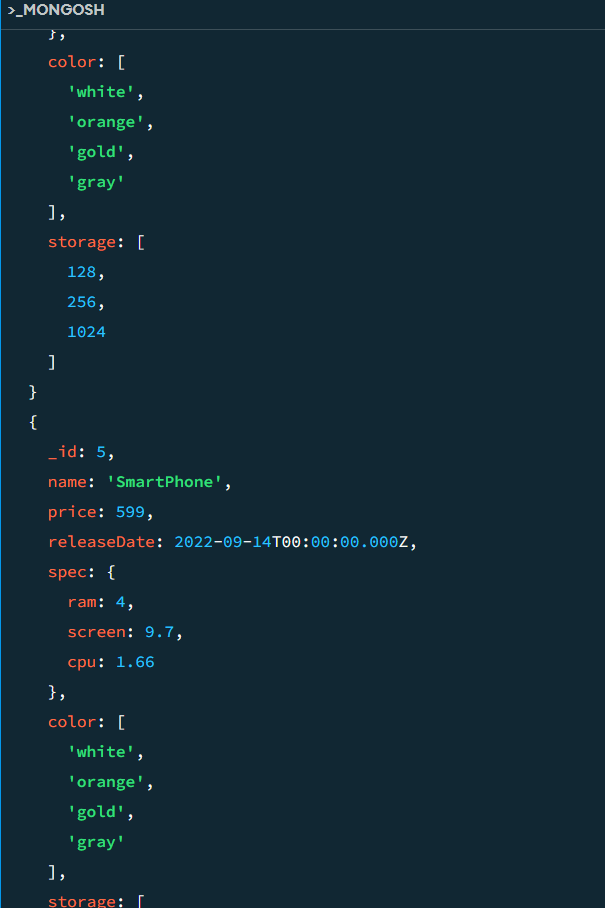 >_MONGOSH
},
color: [
'white',
'orange',
'gold',
'gray'
],
storage: [
128,
256,
1024
]
}
{
_id: 5,
name: 'SmartPhone',
price: 599,
releaseDate: 2022-09-14T00:00:00.000Z,
spec: {
ram: 4,
screen: 9.7,
cpu: 1.66
},
color: [
'white',
'orange',
'gold',
'gray'
],
storage: [